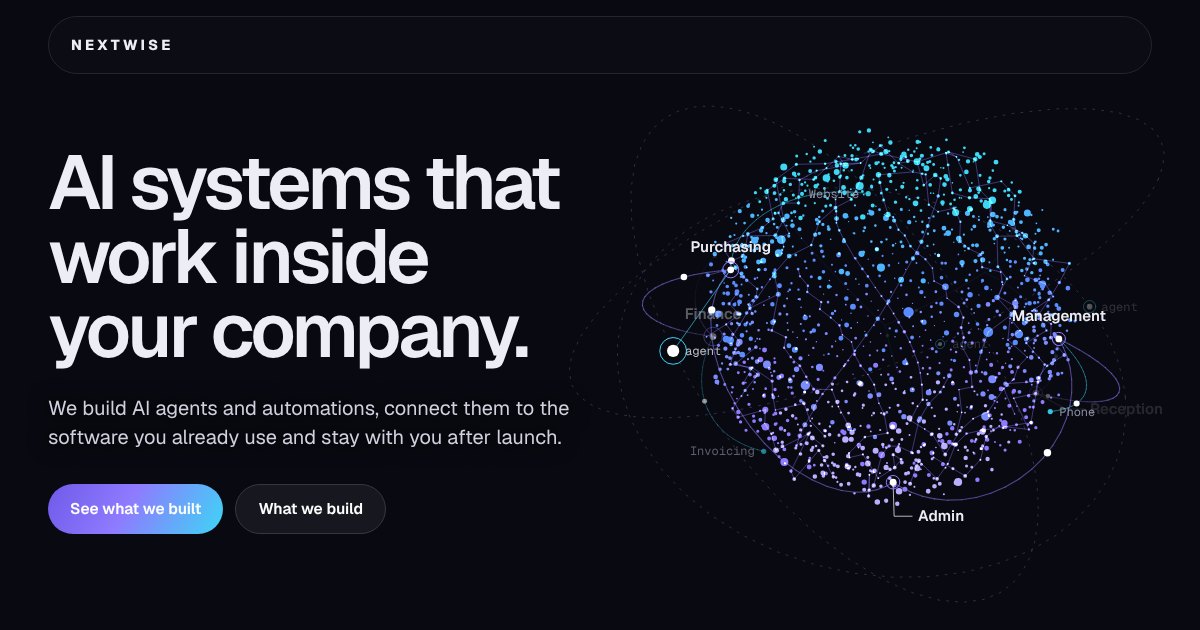 NEXTWISE
AI systems that
work inside
your company.
We build AI agents and automations, connect them to the
software you already use and stay with you after launch.
See what we built
What we build
Website
Purchasing
Finance
agent
agent
Management
agent
Phone
Reception
Invoicing
Admin